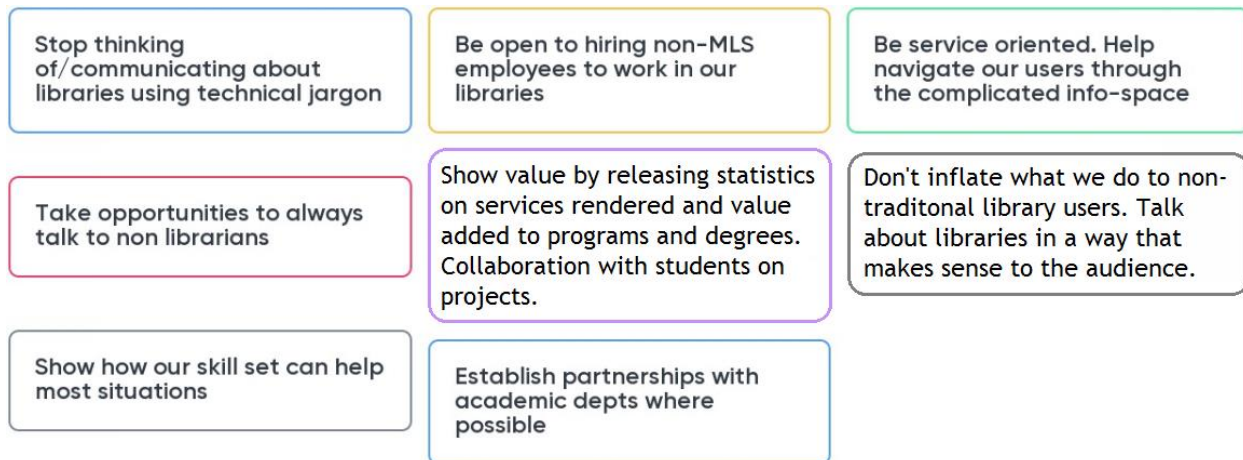 Stop thinking
of/communicating about
libraries using technical jargon
Be open to hiring non-MLS
employees to work in our
libraries
Be service oriented. Help
navigate our users through
the complicated info-space
Take opportunities to always
talk to non librarians
Show value by releasing statistics
on services rendered and value
added to programs and degrees.
Collaboration with students on
projects.
Don't inflate what we do to non-
traditonal library users. Talk
about libraries in a way that
makes sense to the audience.
Show how our skill set can help
most situations
Establish partnerships with
academic depts where
possible